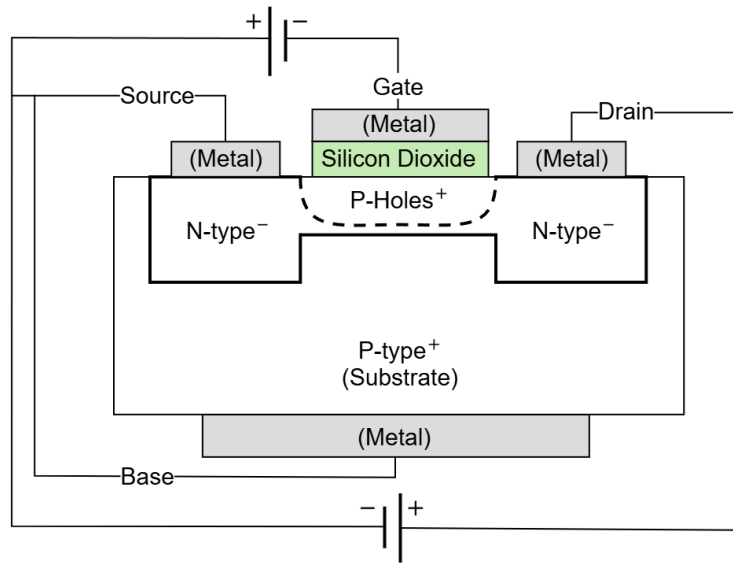 + −
Gate
Source
Drain
(Metal)
(Metal)
Silicon Dioxide
(Metal)
P-Holes⁺
N-type⁻
N-type⁻
P-type⁺
(Substrate)
(Metal)
Base
− +